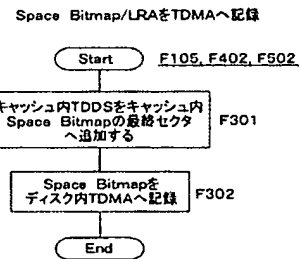 Space Bitmap/LRAをTDMAへ記録
Start
F105, F402, F502
キャッシュ内TDDSをキャッシュ内
Space Bitmapの最終セクタ
へ追加する
F301
Space Bitmapを
ディスク内TDMAへ記録
F302
End